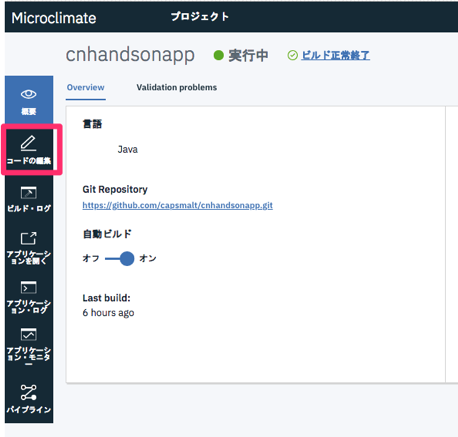 Microclimate プロジェクト
cnhandsonapp 実行中 ビルド正常終了
Overview Validation problems
概要
コードの編集
ビルド・ログ
アプリケーシ
ョンを開く
アプリケーシ
ョン・ログ
アプリケーシ
ョン・モニタ
ー
パイプライン
言語
Java
Git Repository
https://github.com/capsmalt/cnhandsonapp.git
自動ビルド
オフ オン
Last build:
6 hours ago